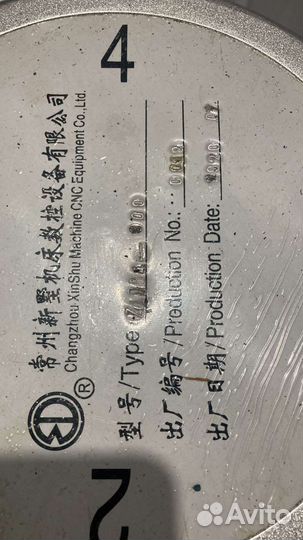 4
常州新墅机床数控设备有限公司
Changzhou XinShu Machine CNC Equipment Co.,Ltd.
®
型号/Type
出厂编号/Production No.:
出厂日期/Production Date:
2
Avito